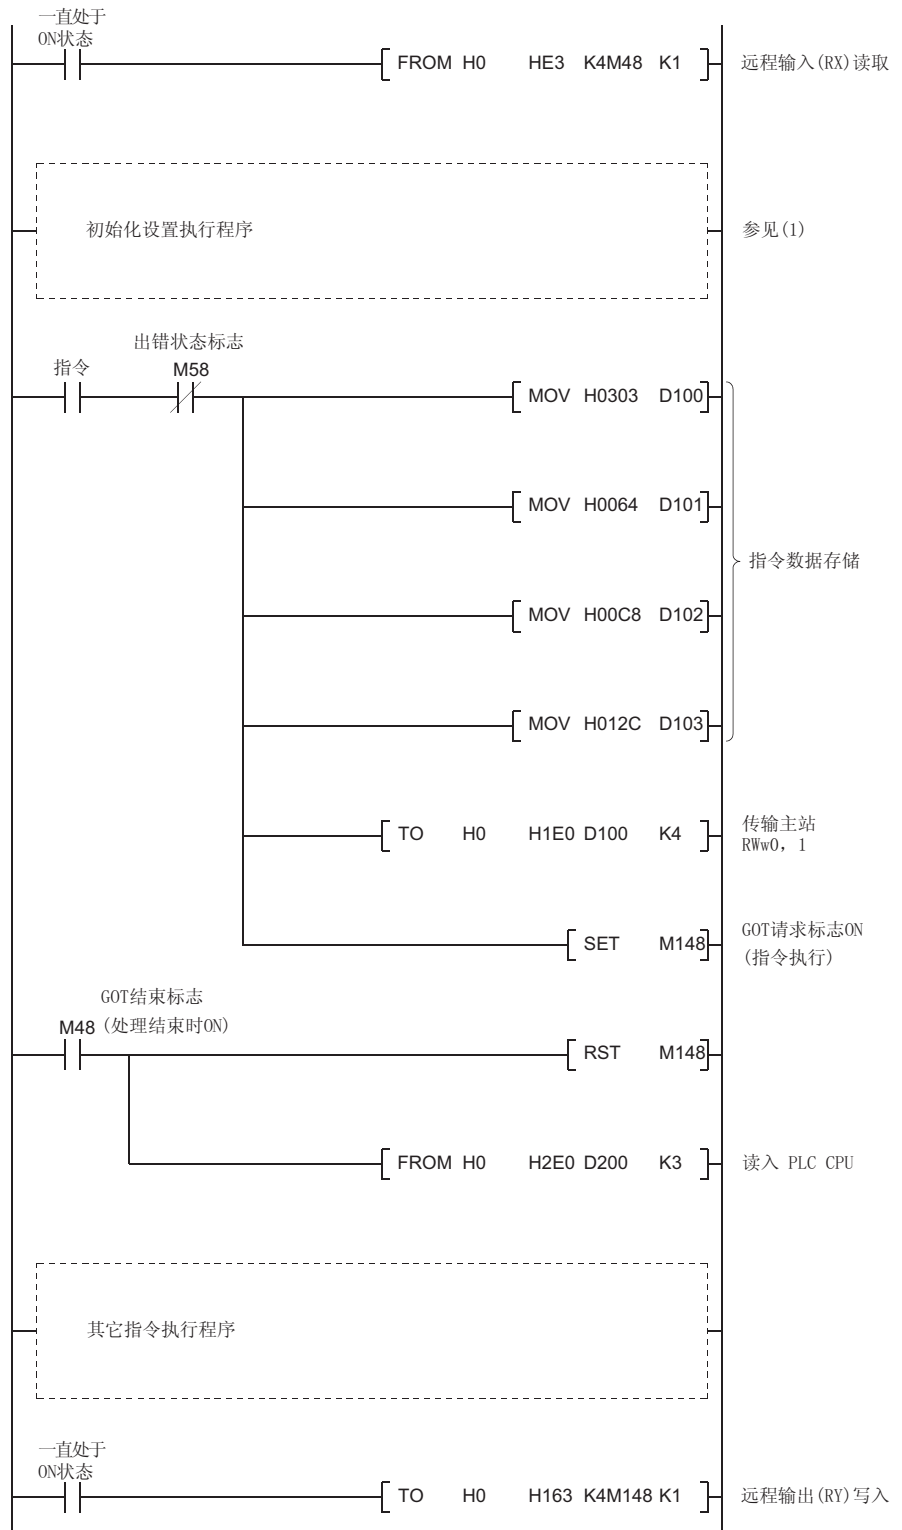 一直处于
ON状态
FROM H0 HE3 K4M48 K1 远程输入(RX)读取
初始化设置执行程序 参见(1)
出错状态标志
指令 M58
MOV H0303 D100
MOV H0064 D101
指令数据存储
MOV H00C8 D102
MOV H012C D103
TO H0 H1E0 D100 K4 传输主站
RWw0, 1
SET M148 GOT请求标志ON
(指令执行)
GOT结束标志
M48 (处理结束时ON)
RST M148
FROM H0 H2E0 D200 K3 读入 PLC CPU
其它指令执行程序
一直处于
ON状态
TO H0 H163 K4M148 K1 远程输出(RY)写入